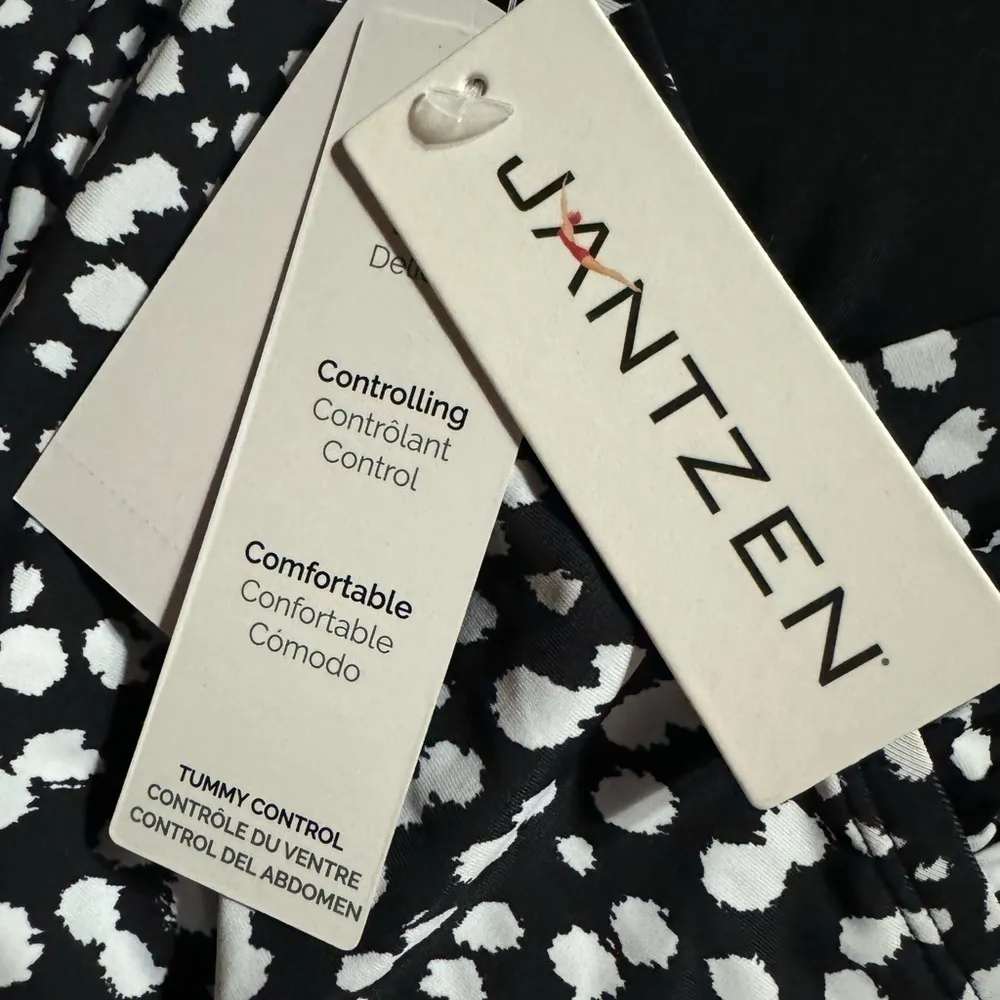 JANTZEN
Controlling
Contrôlant
Control
Comfortable
Confortable
Cómodo
TUMMY CONTROL
CONTRÔLE DU VENTRE
CONTROL DEL ABDOMEN